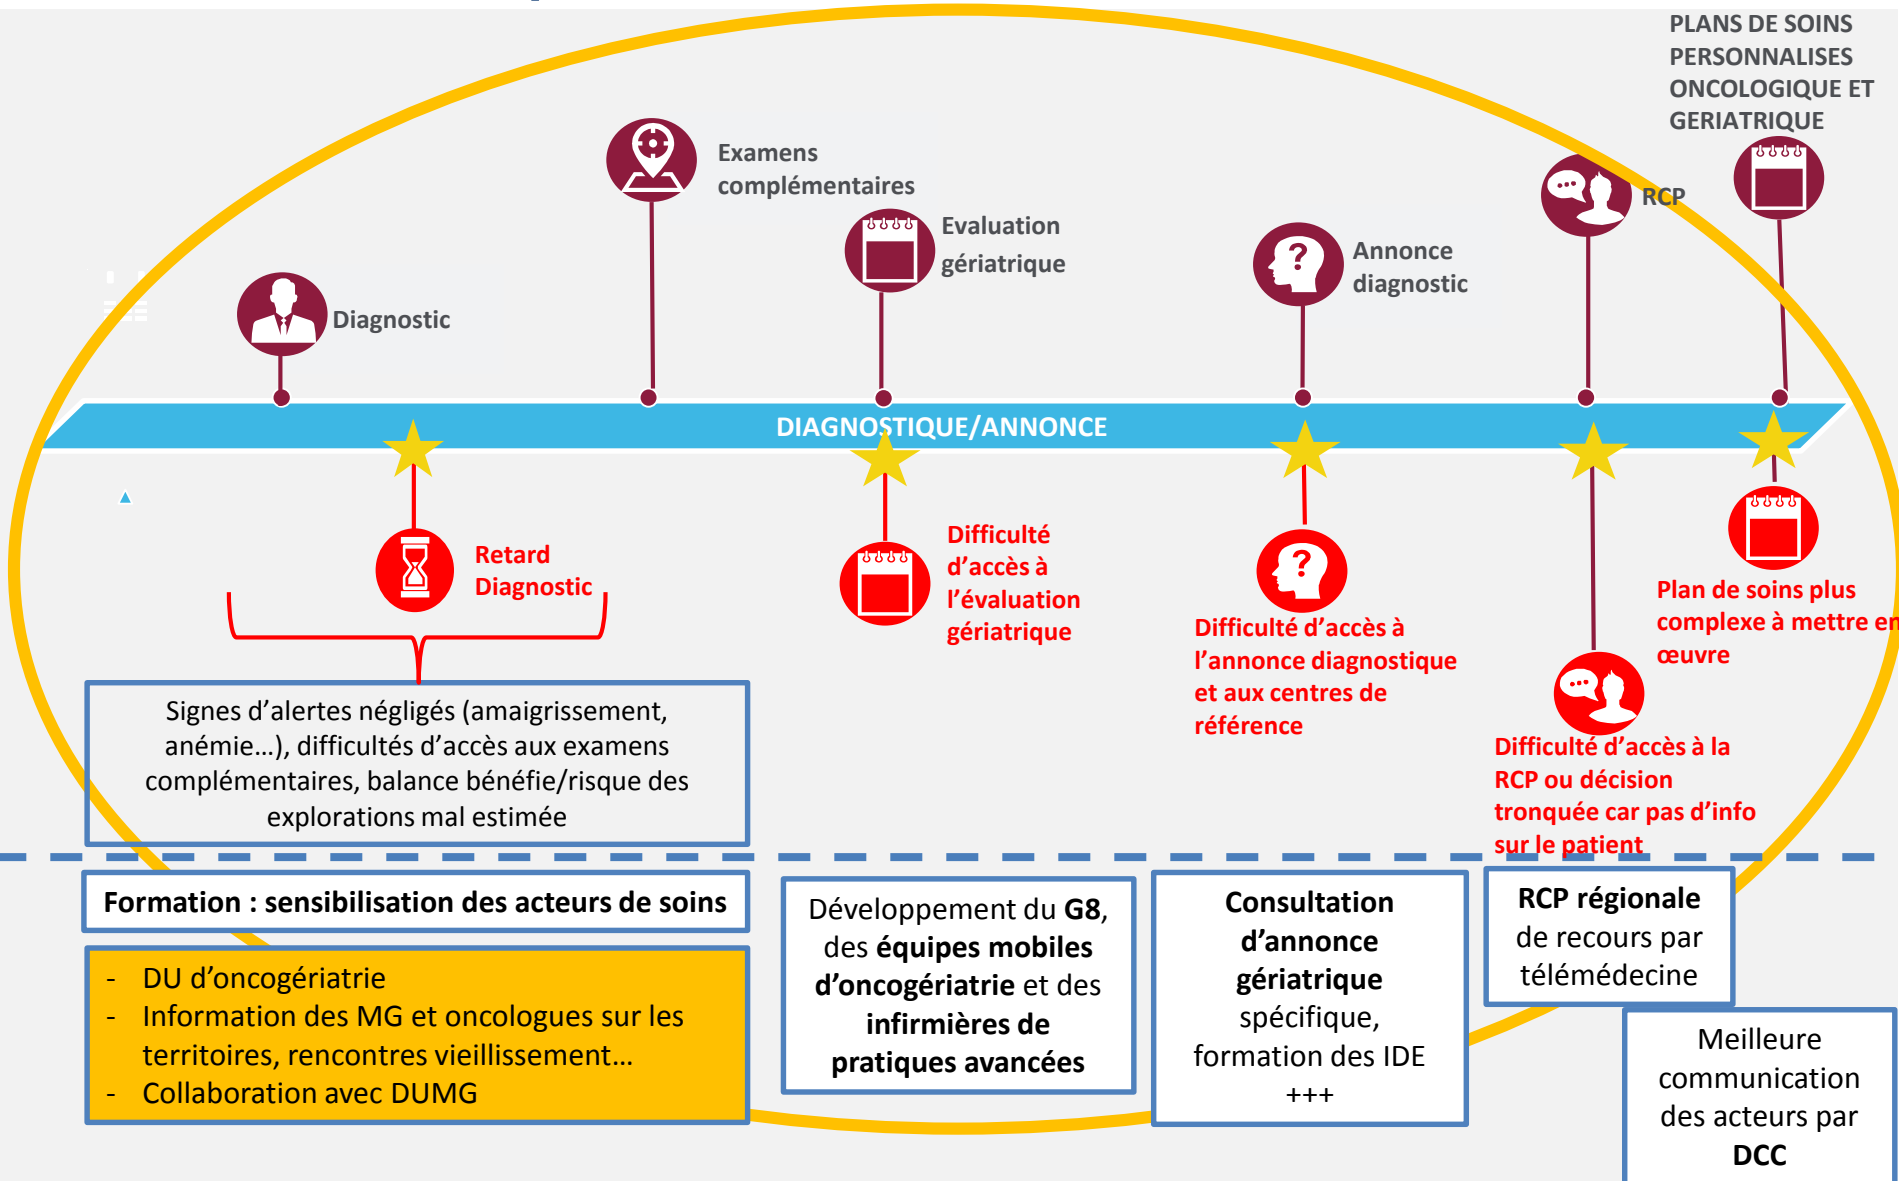 PLANS DE SOINS
PERSONNALISES
ONCOLOGIQUE ET
GERIATRIQUE
Examens
complémentaires
RCP
Evaluation
gériatrique
Annonce
diagnostic
Diagnostic
DIAGNOSTIQUE/ANNONCE
Retard
Diagnostic
Difficulté
d'accès à
l'évaluation
gériatrique
Difficulté d'accès à
l'annonce diagnostique
et aux centres de
référence
Plan de soins plus
complexe à mettre en
œuvre
Difficulté d'accès à la
RCP ou décision
tronquée car pas d'info
sur le patient
Signes d'alertes négligés (amaigrissement,
anémie…), difficultés d'accès aux examens
complémentaires, balance bénéfie/risque des
explorations mal estimée
Formation : sensibilisation des acteurs de soins
- DU d'oncogériatrie
- Information des MG et oncologues sur les
territoires, rencontres vieillissement…
- Collaboration avec DUMG
Développement du G8,
des équipes mobiles
d'oncogériatrie et des
infirmières de
pratiques avancées
Consultation
d'annonce
gériatrique
spécifique,
formation des IDE
+++
RCP régionale
de recours par
télémédecine
Meilleure
communication
des acteurs par
DCC